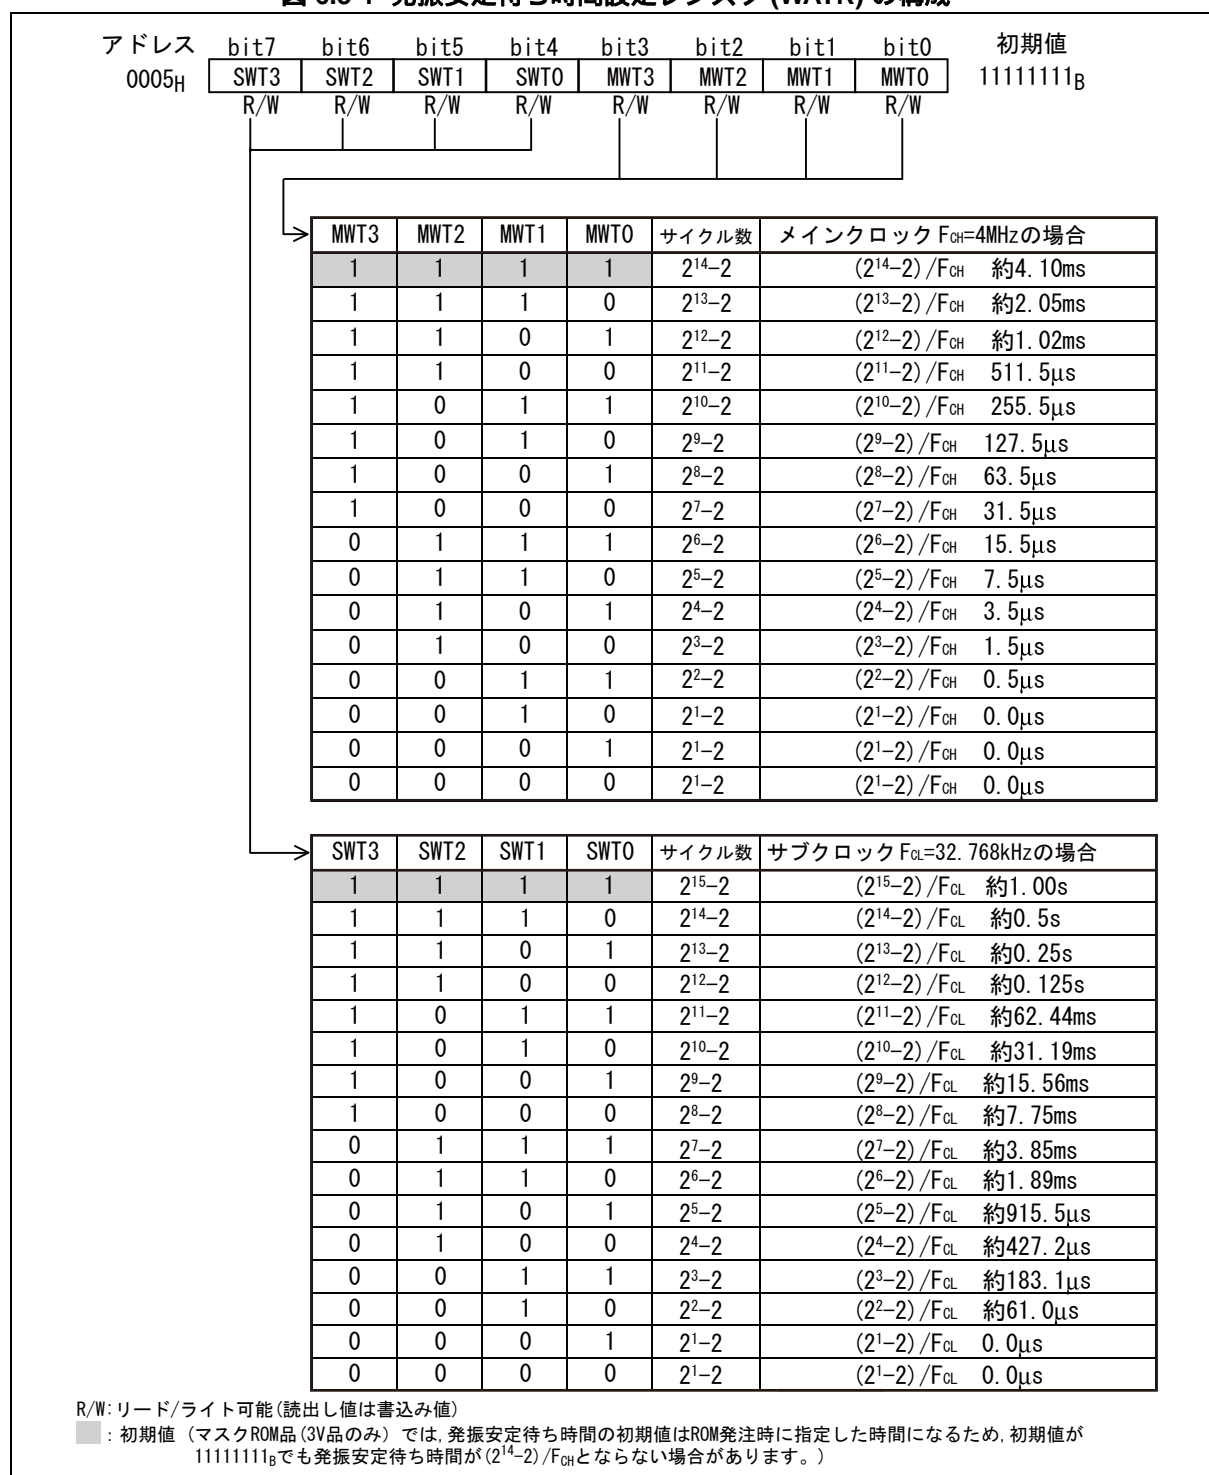 図 6.5-1 発振安定待ち時間設定レジスタ (WATR) の構成
アドレス bit7 bit6 bit5 bit4 bit3 bit2 bit1 bit0 初期値
0005H SWT3 SWT2 SWT1 SWT0 MWT3 MWT2 MWT1 MWT0 11111111B
R/W R/W R/W R/W R/W R/W R/W R/W
MWT3 MWT2 MWT1 MWT0 サイクル数 メインクロック FCH=4MHzの場合
1 1 1 1 2¹⁴−2 (2¹⁴−2)/FCH 約4.10ms
1 1 1 0 2¹³−2 (2¹³−2)/FCH 約2.05ms
1 1 0 1 2¹²−2 (2¹²−2)/FCH 約1.02ms
1 1 0 0 2¹¹−2 (2¹¹−2)/FCH 511.5μs
1 0 1 1 2¹⁰−2 (2¹⁰−2)/FCH 255.5μs
1 0 1 0 2⁹−2 (2⁹−2)/FCH 127.5μs
1 0 0 1 2⁸−2 (2⁸−2)/FCH 63.5μs
1 0 0 0 2⁷−2 (2⁷−2)/FCH 31.5μs
0 1 1 1 2⁶−2 (2⁶−2)/FCH 15.5μs
0 1 1 0 2⁵−2 (2⁵−2)/FCH 7.5μs
0 1 0 1 2⁴−2 (2⁴−2)/FCH 3.5μs
0 1 0 0 2³−2 (2³−2)/FCH 1.5μs
0 0 1 1 2²−2 (2²−2)/FCH 0.5μs
0 0 1 0 2¹−2 (2¹−2)/FCH 0.0μs
0 0 0 1 2¹−2 (2¹−2)/FCH 0.0μs
0 0 0 0 2¹−2 (2¹−2)/FCH 0.0μs
SWT3 SWT2 SWT1 SWT0 サイクル数 サブクロック FCL=32.768kHzの場合
1 1 1 1 2¹⁵−2 (2¹⁵−2)/FCL 約1.00s
1 1 1 0 2¹⁴−2 (2¹⁴−2)/FCL 約0.5s
1 1 0 1 2¹³−2 (2¹³−2)/FCL 約0.25s
1 1 0 0 2¹²−2 (2¹²−2)/FCL 約0.125s
1 0 1 1 2¹¹−2 (2¹¹−2)/FCL 約62.44ms
1 0 1 0 2¹⁰−2 (2¹⁰−2)/FCL 約31.19ms
1 0 0 1 2⁹−2 (2⁹−2)/FCL 約15.56ms
1 0 0 0 2⁸−2 (2⁸−2)/FCL 約7.75ms
0 1 1 1 2⁷−2 (2⁷−2)/FCL 約3.85ms
0 1 1 0 2⁶−2 (2⁶−2)/FCL 約1.89ms
0 1 0 1 2⁵−2 (2⁵−2)/FCL 約915.5μs
0 1 0 0 2⁴−2 (2⁴−2)/FCL 約427.2μs
0 0 1 1 2³−2 (2³−2)/FCL 約183.1μs
0 0 1 0 2²−2 (2²−2)/FCL 約61.0μs
0 0 0 1 2¹−2 (2¹−2)/FCL 0.0μs
0 0 0 0 2¹−2 (2¹−2)/FCL 0.0μs
R/W:リード/ライト可能(読出し値は書込み値)
：初期値（マスクROM品(3V品のみ）では,発振安定待ち時間の初期値はROM発注時に指定した時間になるため,初期値が
11111111Bでも発振安定待ち時間が(2¹⁴−2)/FCHとならない場合があります。)